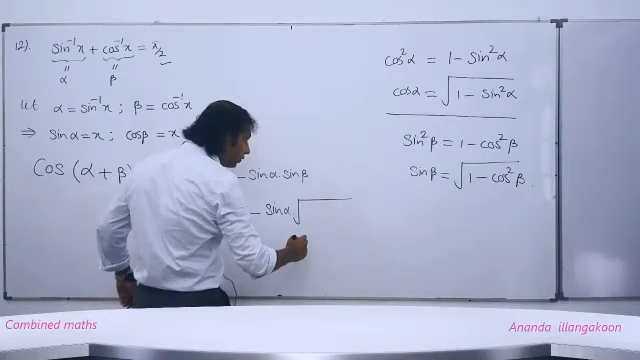 12). Sin⁻¹x + cos⁻¹x = π/2
α β
let α = sin⁻¹x ; β = cos⁻¹x
⇒ Sinα = x ; cosβ = x
Cos (α + β) – Sinα. Sinβ
– Sinα √
cos²α = 1 – Sin²α
cosα = √1 – Sin²α
Sin²β = 1 – cos²β
Sinβ = √1 – cos²β .
Combined maths
Ananda illangakoon